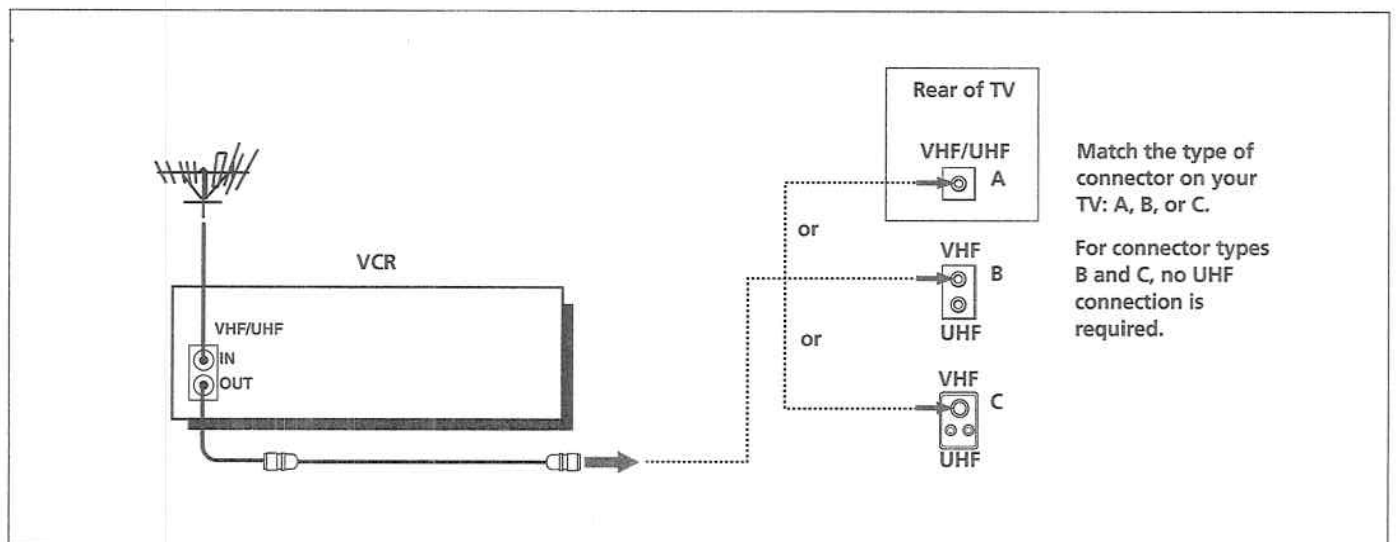 VCR
VHF/UHF
IN
OUT
or
or
Rear of TV
VHF/UHF
A
VHF
B
UHF
VHF
C
UHF
Match the type of
connector on your
TV: A, B, or C.
For connector types
B and C, no UHF
connection is
required.